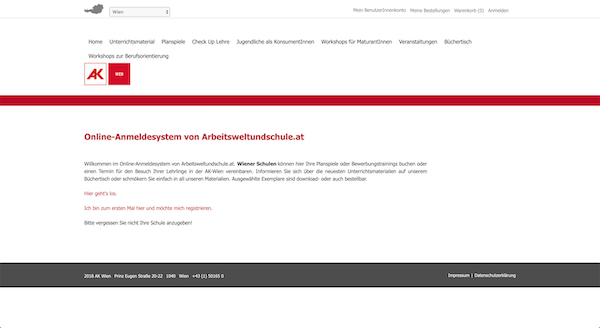 Wien
Mein BenutzerInnenkonto Meine Bestellungen Warenkorb (0) Anmelden
Home Unterrichtsmaterial Planspiele Check Up Lehre Jugendliche als KonsumentInnen Workshops für MaturantInnen Veranstaltungen Büchertisch
Workshops zur Berufsorientierung
AK WIEN
Online-Anmeldesystem von Arbeitsweltundschule.at
Willkommen im Online-Anmeldesystem von Arbeitsweltundschule.at. Wiener Schulen können hier Ihre Planspiele oder Bewerbungstrainings buchen oder
einen Termin für den Besuch Ihrer Lehrlinge in der AK-Wien vereinbaren. Informieren Sie sich über die neuesten Unterrichtsmaterialien auf unserem
Büchertisch oder schmökern Sie einfach in all unseren Materialien. Ausgewählte Exemplare sind download- oder auch bestellbar.
Hier geht's los.
Ich bin zum ersten Mal hier und möchte mich registrieren.
Bitte vergessen Sie nicht Ihre Schule anzugeben!
2018 AK Wien Prinz Eugen Straße 20-22 1040 Wien +43 (1) 50165 0
Impressum | Datenschutzerklärung